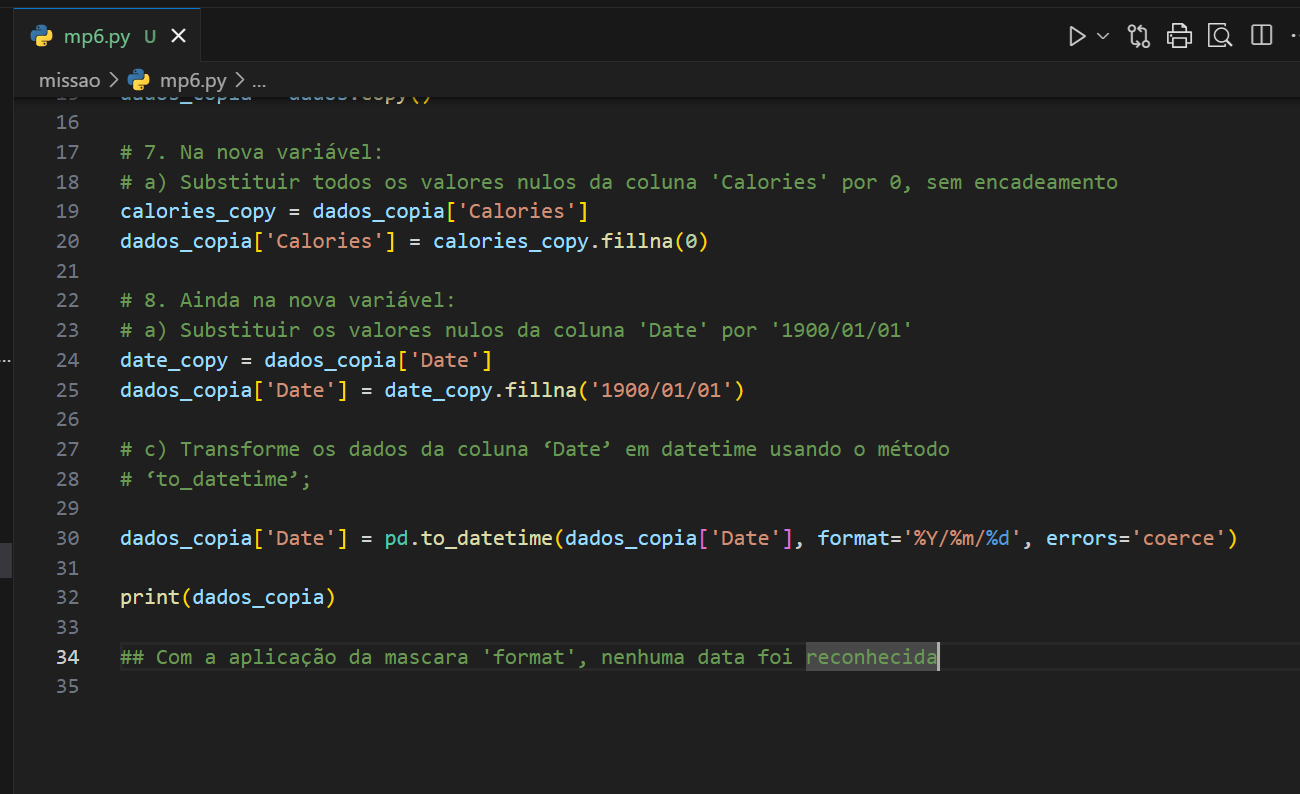 mp6.py U
missao > mp6.py > ...
16
17 # 7. Na nova variável:
18 # a) Substituir todos os valores nulos da coluna 'Calories' por 0, sem encadeamento
19 calories_copy = dados_copia['Calories']
20 dados_copia['Calories'] = calories_copy.fillna(0)
21
22 # 8. Ainda na nova variável:
23 # a) Substituir os valores nulos da coluna 'Date' por '1900/01/01'
24 date_copy = dados_copia['Date']
25 dados_copia['Date'] = date_copy.fillna('1900/01/01')
26
27 # c) Transforme os dados da coluna ‘Date’ em datetime usando o método
28 # ‘to_datetime’;
29
30 dados_copia['Date'] = pd.to_datetime(dados_copia['Date'], format='%Y/%m/%d', errors='coerce')
31
32 print(dados_copia)
33
34 ## Com a aplicação da mascara 'format', nenhuma data foi reconhecida
35